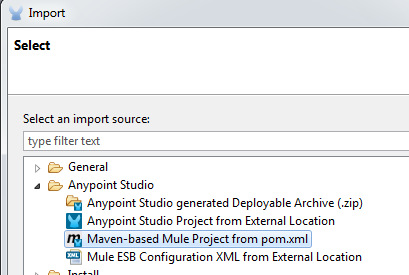 Import
Select
Select an import source:
type filter text
General
Anypoint Studio
Anypoint Studio generated Deployable Archive (.zip)
Anypoint Studio Project from External Location
Maven-based Mule Project from pom.xml
Mule ESB Configuration XML from External Location
Install